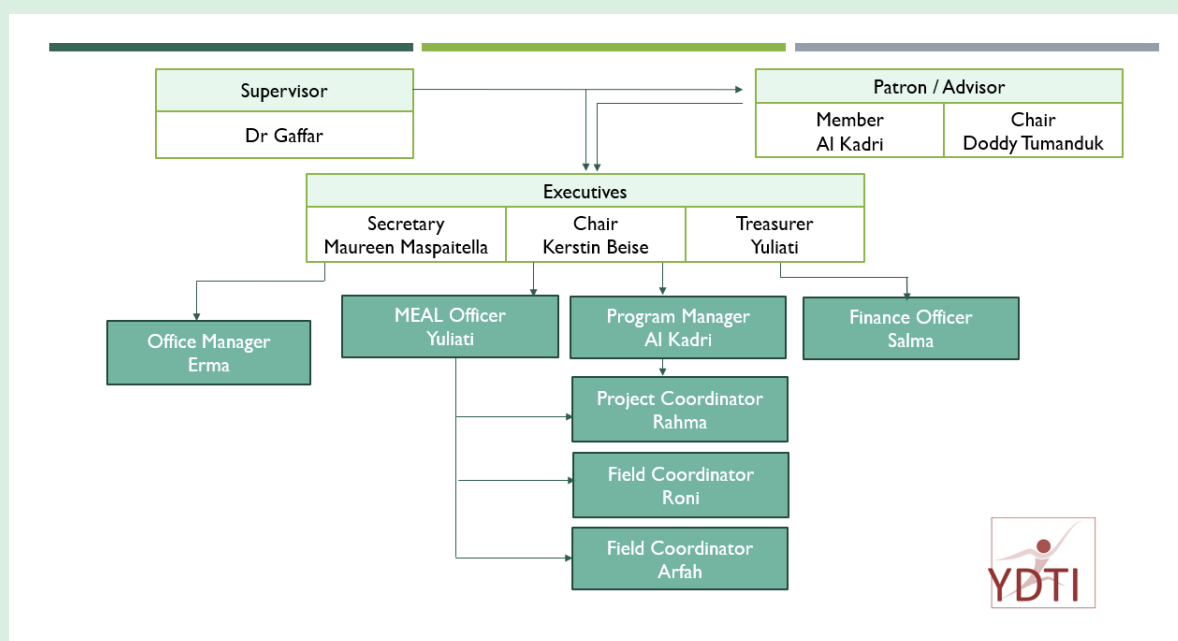 Supervisor
Dr Gaffar
Patron / Advisor
Member
Al Kadri
Chair
Doddy Tumanduk
Executives
Secretary
Maureen Maspaitella
Chair
Kerstin Beise
Treasurer
Yuliati
Office Manager
Erma
MEAL Officer
Yuliati
Program Manager
Al Kadri
Finance Officer
Salma
Project Coordinator
Rahma
Field Coordinator
Roni
Field Coordinator
Arfah
YDTI